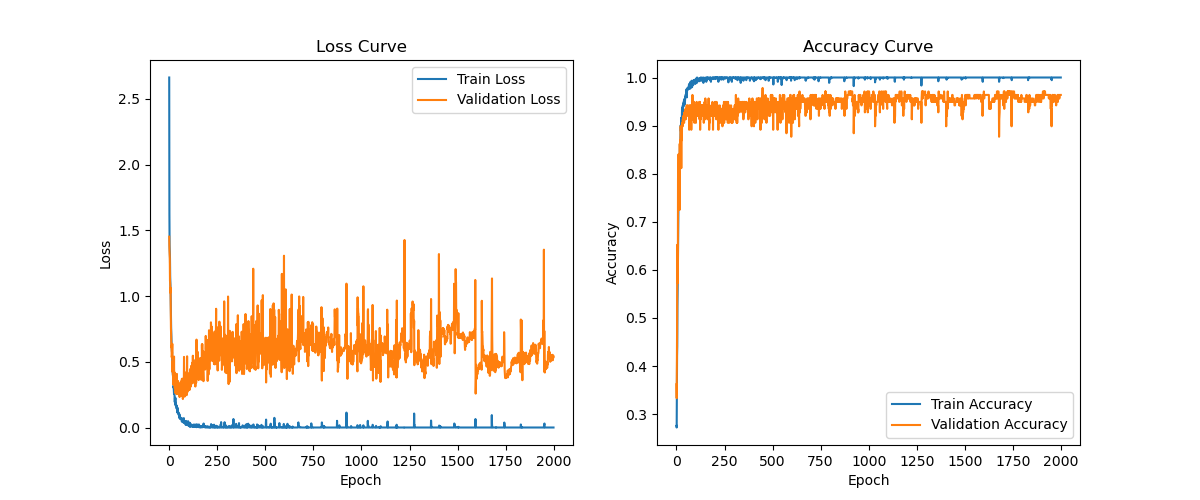 Loss Curve
Train Loss
Validation Loss
Loss
2.5
2.0
1.5
1.0
0.5
0.0
0 250 500 750 1000 1250 1500 1750 2000
Epoch
Accuracy Curve
Accuracy
1.0
0.9
0.8
0.7
0.6
0.5
0.4
0.3
Train Accuracy
Validation Accuracy
0 250 500 750 1000 1250 1500 1750 2000
Epoch